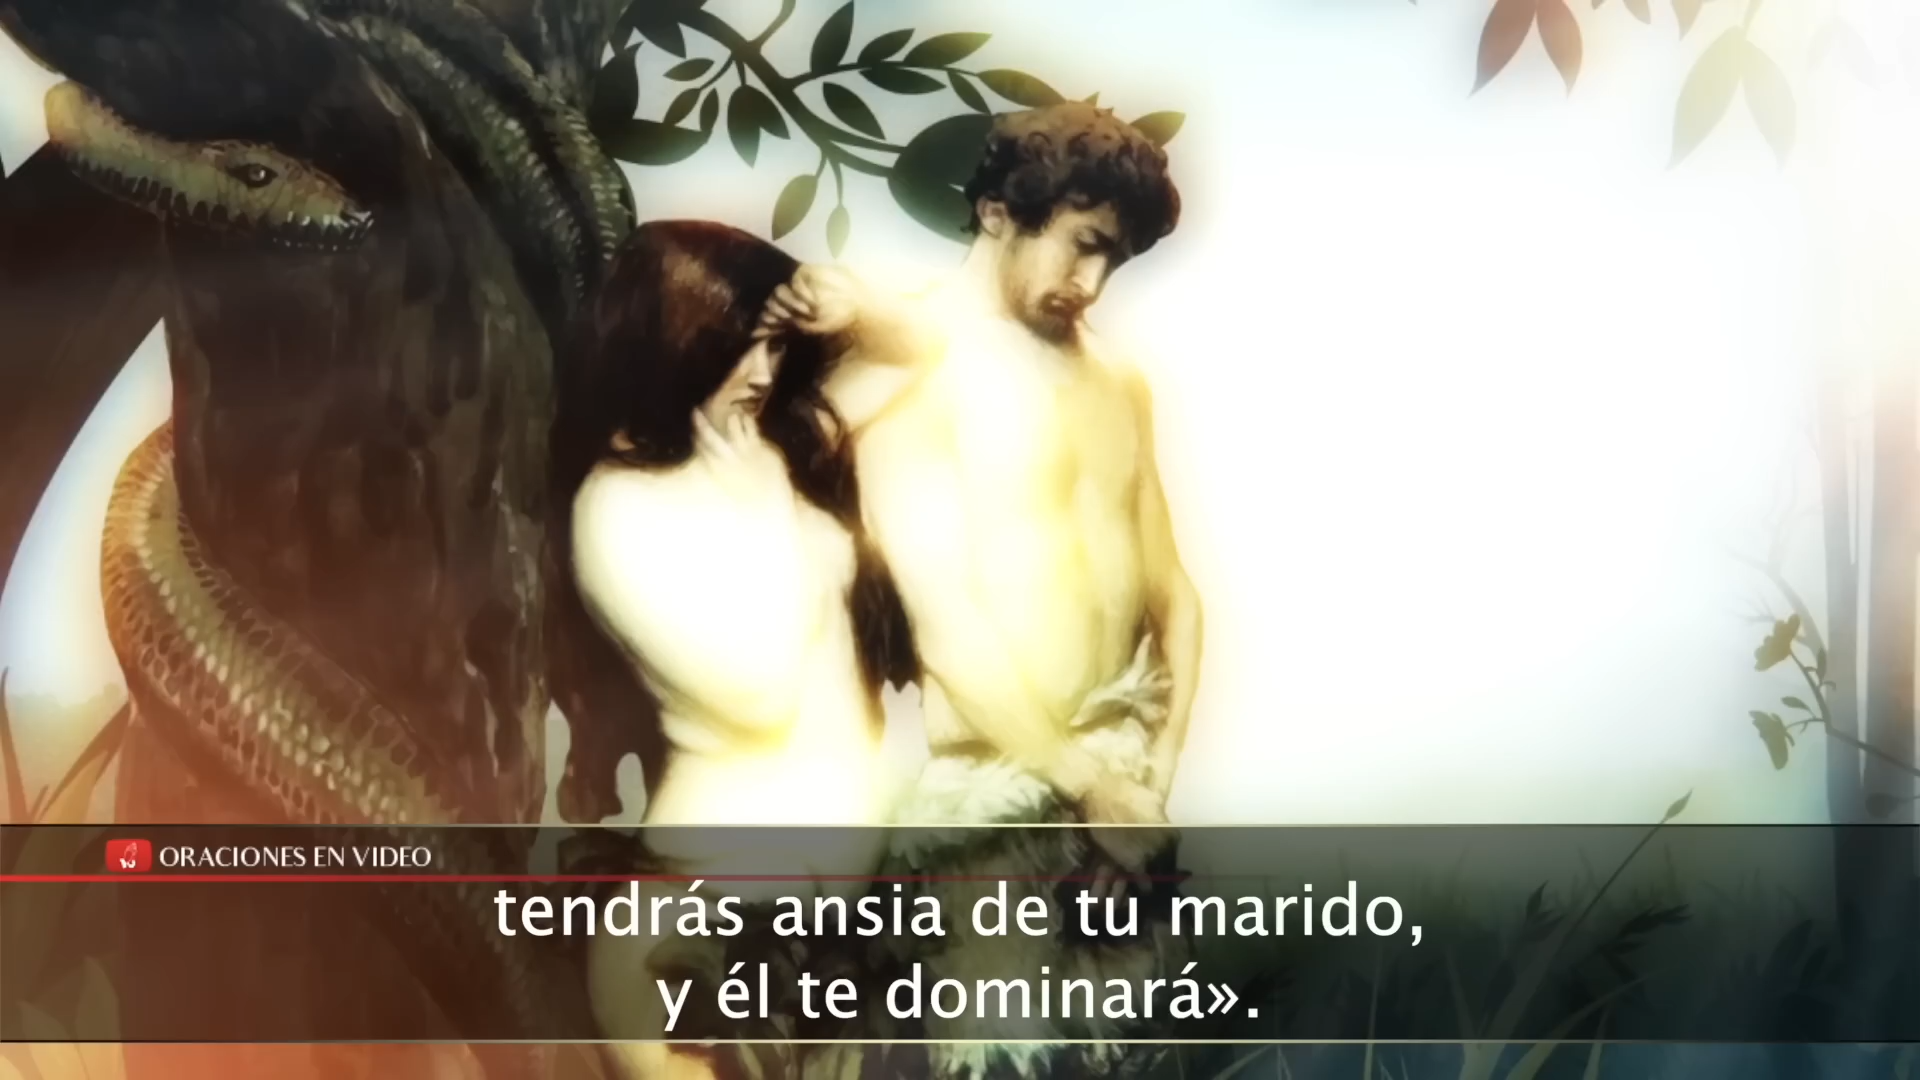 ORACIONES EN VIDEO
tendrás ansia de tu marido,
y él te dominará».